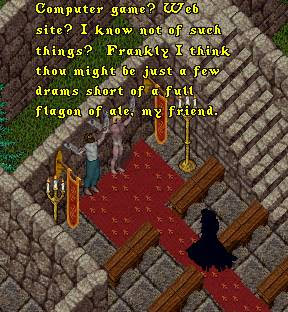 Computer game? Web
site? I know not of such
things?  Frankly I think
thou might be just a few
drams short of a full
flagon of ale, my friend.